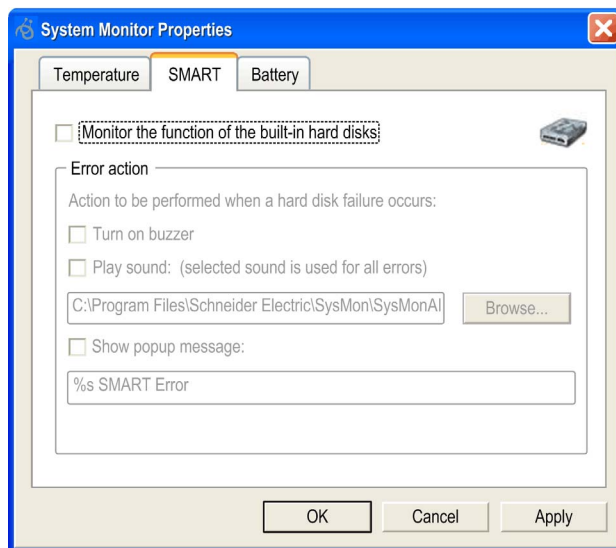 System Monitor Properties
Temperature SMART Battery
Monitor the function of the built-in hard disks
Error action
Action to be performed when a hard disk failure occurs:
Turn on buzzer
Play sound: (selected sound is used for all errors)
C:\Program Files\Schneider Electric\SysMon\SysMonAl Browse...
Show popup message:
%s SMART Error
OK Cancel Apply